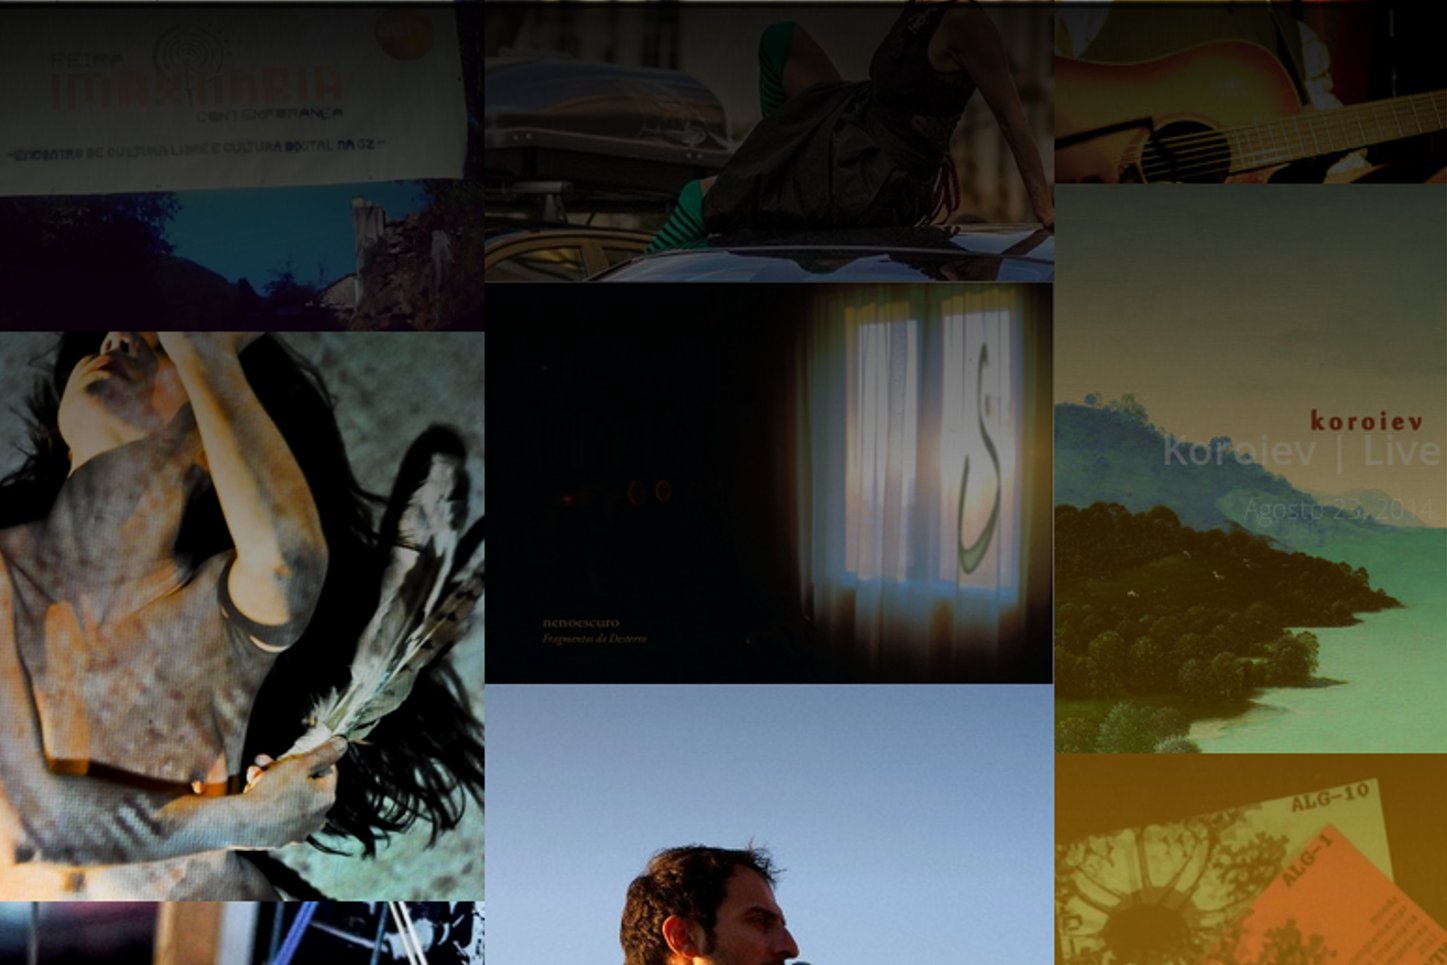 FEIRA
IMAXINARIA
CONTEMPORANEA
"ENCONTRO DE CULTURA LIBRE E CULTURA DIXITAL NA GZ"
koroiev
Koroiev | Live
Agosto 23, 2014
nenoescuro
Fragmentos do Desterro
ALG-10
ALG-1